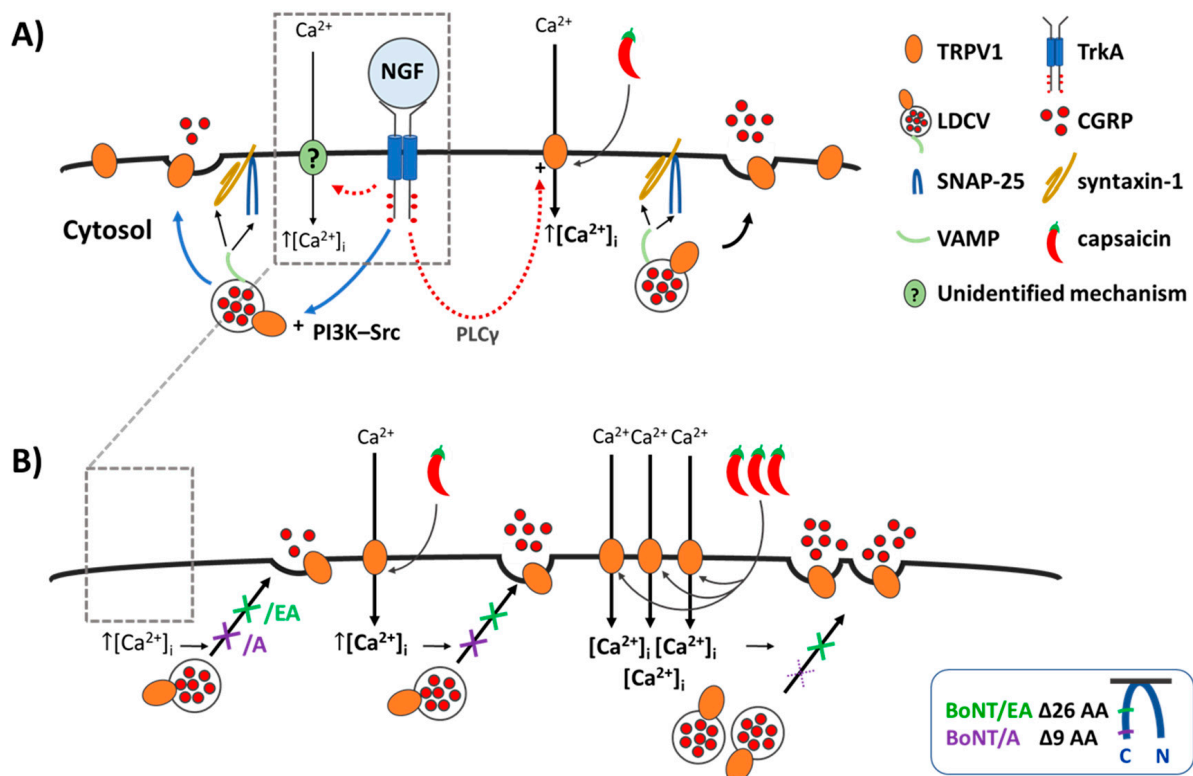 A)
Ca²⁺
NGF
?
Cytosol
↑[Ca²⁺]ᵢ
+ PI3K–Src
PLCγ
Ca²⁺
+
↑[Ca²⁺]ᵢ
TRPV1
TrkA
LDCV
CGRP
SNAP-25
syntaxin-1
VAMP
capsaicin
? Unidentified mechanism
B)
Ca²⁺
Ca²⁺ Ca²⁺ Ca²⁺
/EA
/A
↑[Ca²⁺]ᵢ
↑[Ca²⁺]ᵢ
[Ca²⁺]ᵢ [Ca²⁺]ᵢ
[Ca²⁺]ᵢ
BoNT/EA Δ26 AA
BoNT/A Δ9 AA
C N